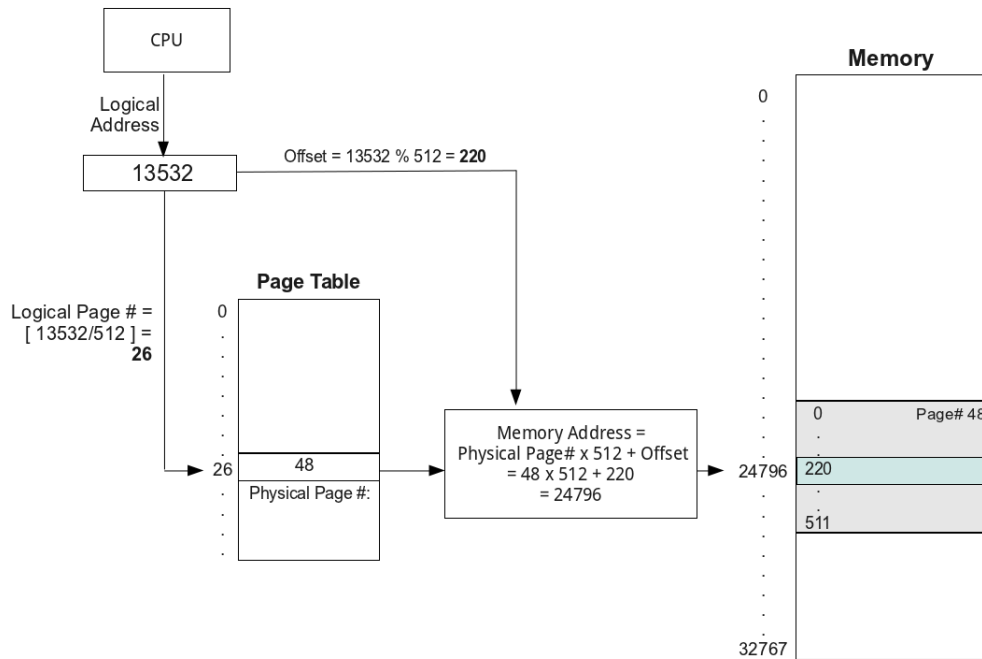 CPU
Logical
Address
13532
Offset = 13532 % 512 = 220
Logical Page # =
[ 13532/512 ] =
26
Page Table
0
26
48
Physical Page #:
Memory Address =
Physical Page# x 512 + Offset
= 48 x 512 + 220
= 24796
Memory
0
0
Page# 48
24796
220
511
32767